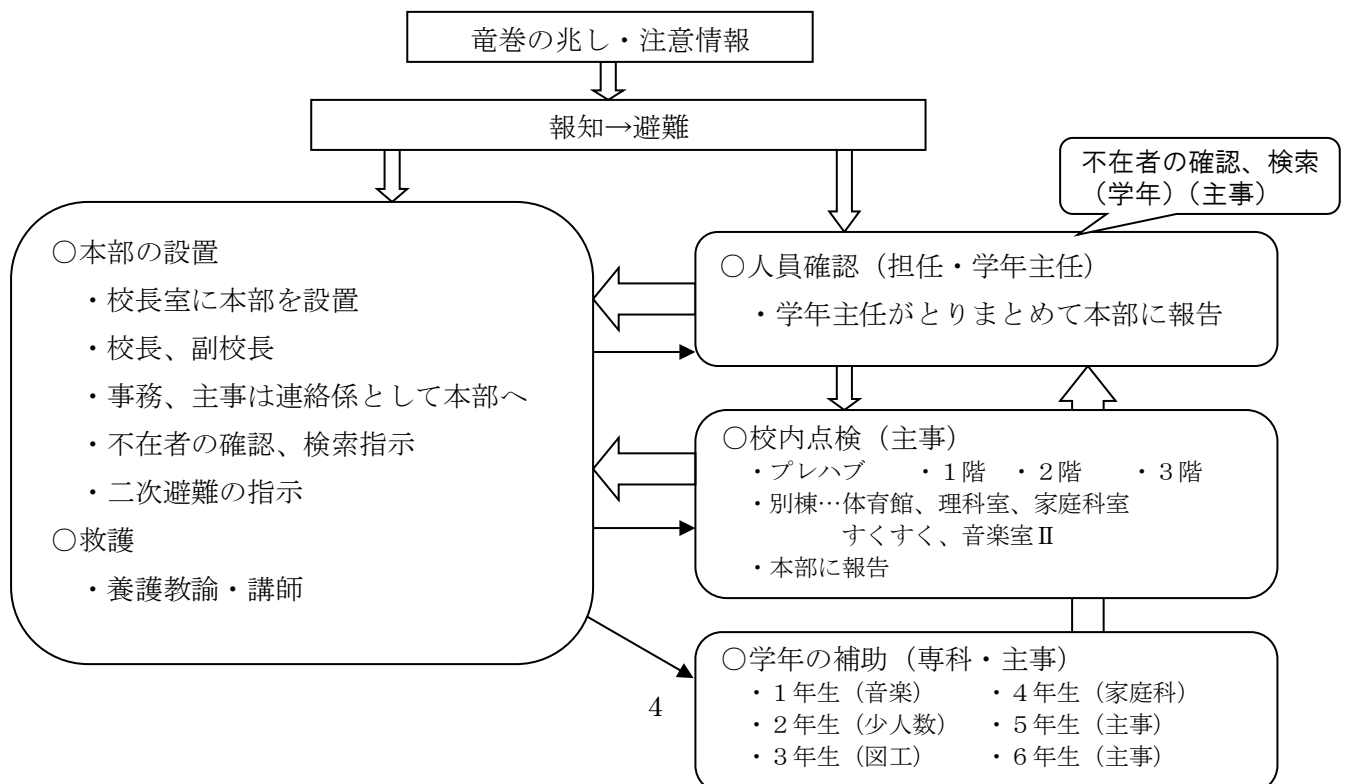 竜巻の兆し・注意情報
報知→避難
不在者の確認、検索
（学年）（主事）
○本部の設置
・校長室に本部を設置
・校長、副校長
・事務、主事は連絡係として本部へ
・不在者の確認、検索指示
・二次避難の指示
○救護
・養護教諭・講師
○人員確認（担任・学年主任）
・学年主任がとりまとめて本部に報告
○校内点検（主事）
・プレハブ　　・１階　・２階　　・３階
・別棟…体育館、理科室、家庭科室
すくすく、音楽室Ⅱ
・本部に報告
○学年の補助（専科・主事）
・１年生（音楽）　　・４年生（家庭科）
・２年生（少人数）　・５年生（主事）
・３年生（図工）　　・６年生（主事）
4